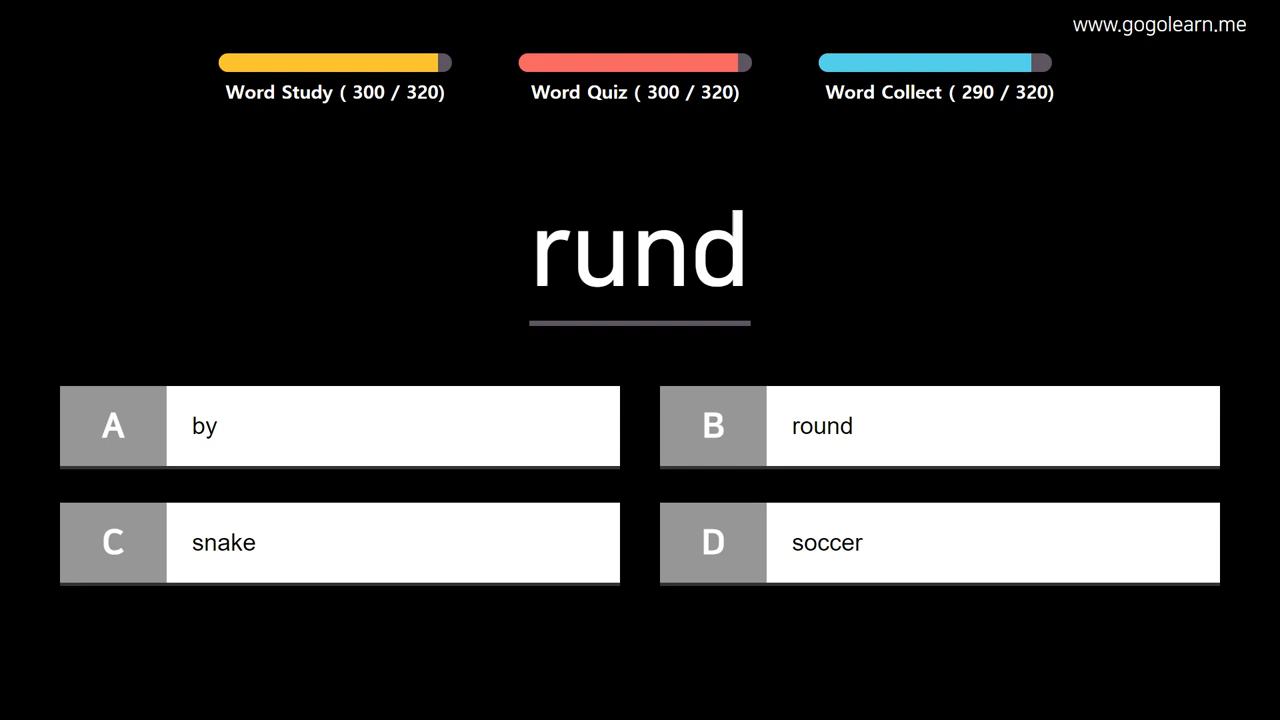 www.gogolearn.me
Word Study ( 300 / 320)
Word Quiz ( 300 / 320)
Word Collect ( 290 / 320)
rund
A by
B round
C snake
D soccer